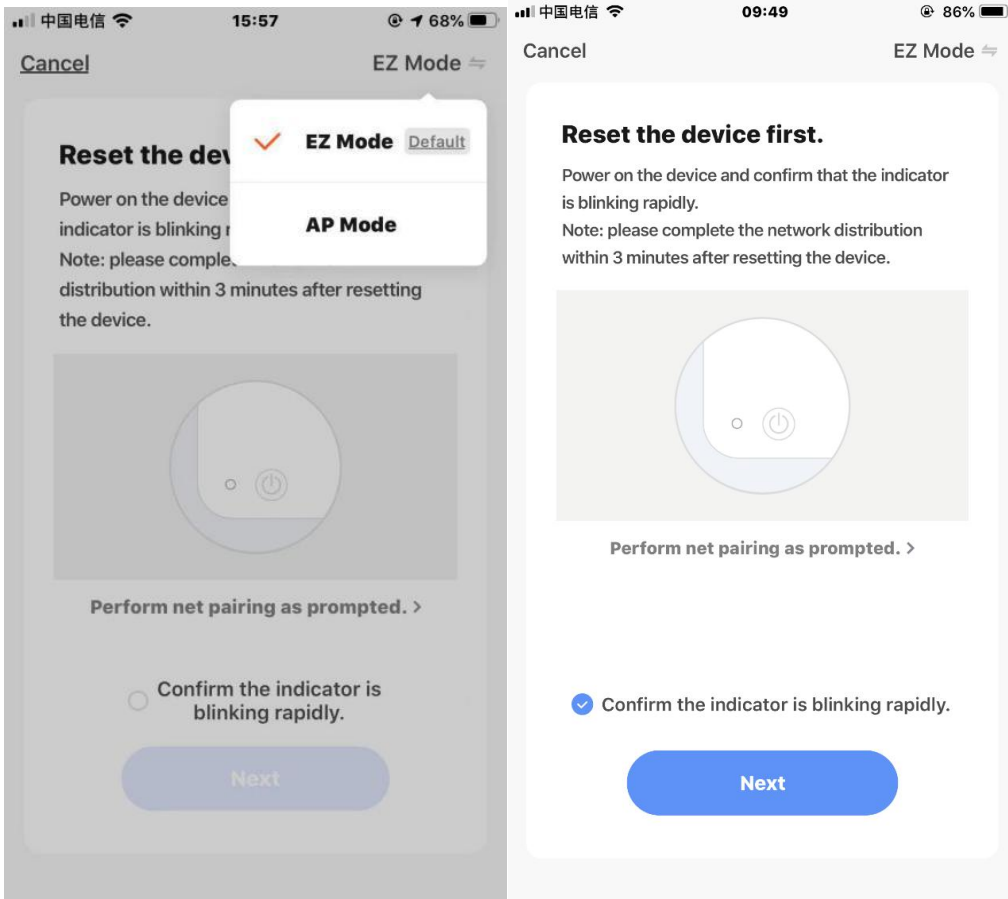 中国电信
15:57
68%
Cancel
EZ Mode
EZ Mode Default
AP Mode
Reset the dev
Power on the device
indicator is blinking r
Note: please comple
distribution within 3 minutes after resetting
the device.
Perform net pairing as prompted. >
Confirm the indicator is
blinking rapidly.
Next
中国电信
09:49
86%
Cancel
EZ Mode
Reset the device first.
Power on the device and confirm that the indicator
is blinking rapidly.
Note: please complete the network distribution
within 3 minutes after resetting the device.
Perform net pairing as prompted. >
Confirm the indicator is blinking rapidly.
Next